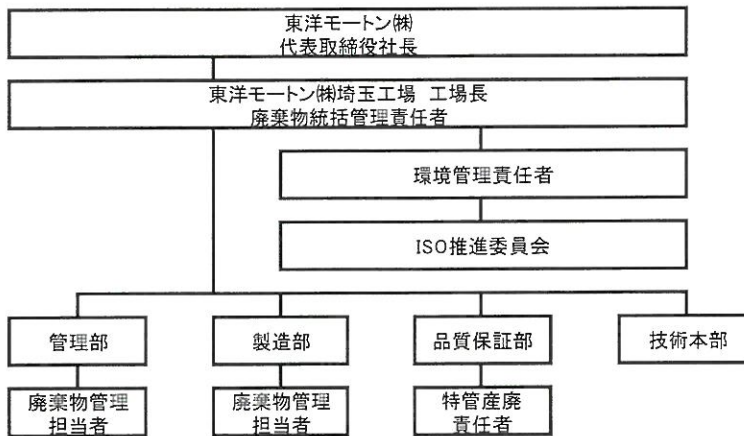 東洋モートン㈱
代表取締役社長
東洋モートン㈱埼玉工場 工場長
廃棄物統括管理責任者
環境管理責任者
ISO推進委員会
管理部
製造部
品質保証部
技術本部
廃棄物管理
担当者
廃棄物管理
担当者
特管産廃
責任者